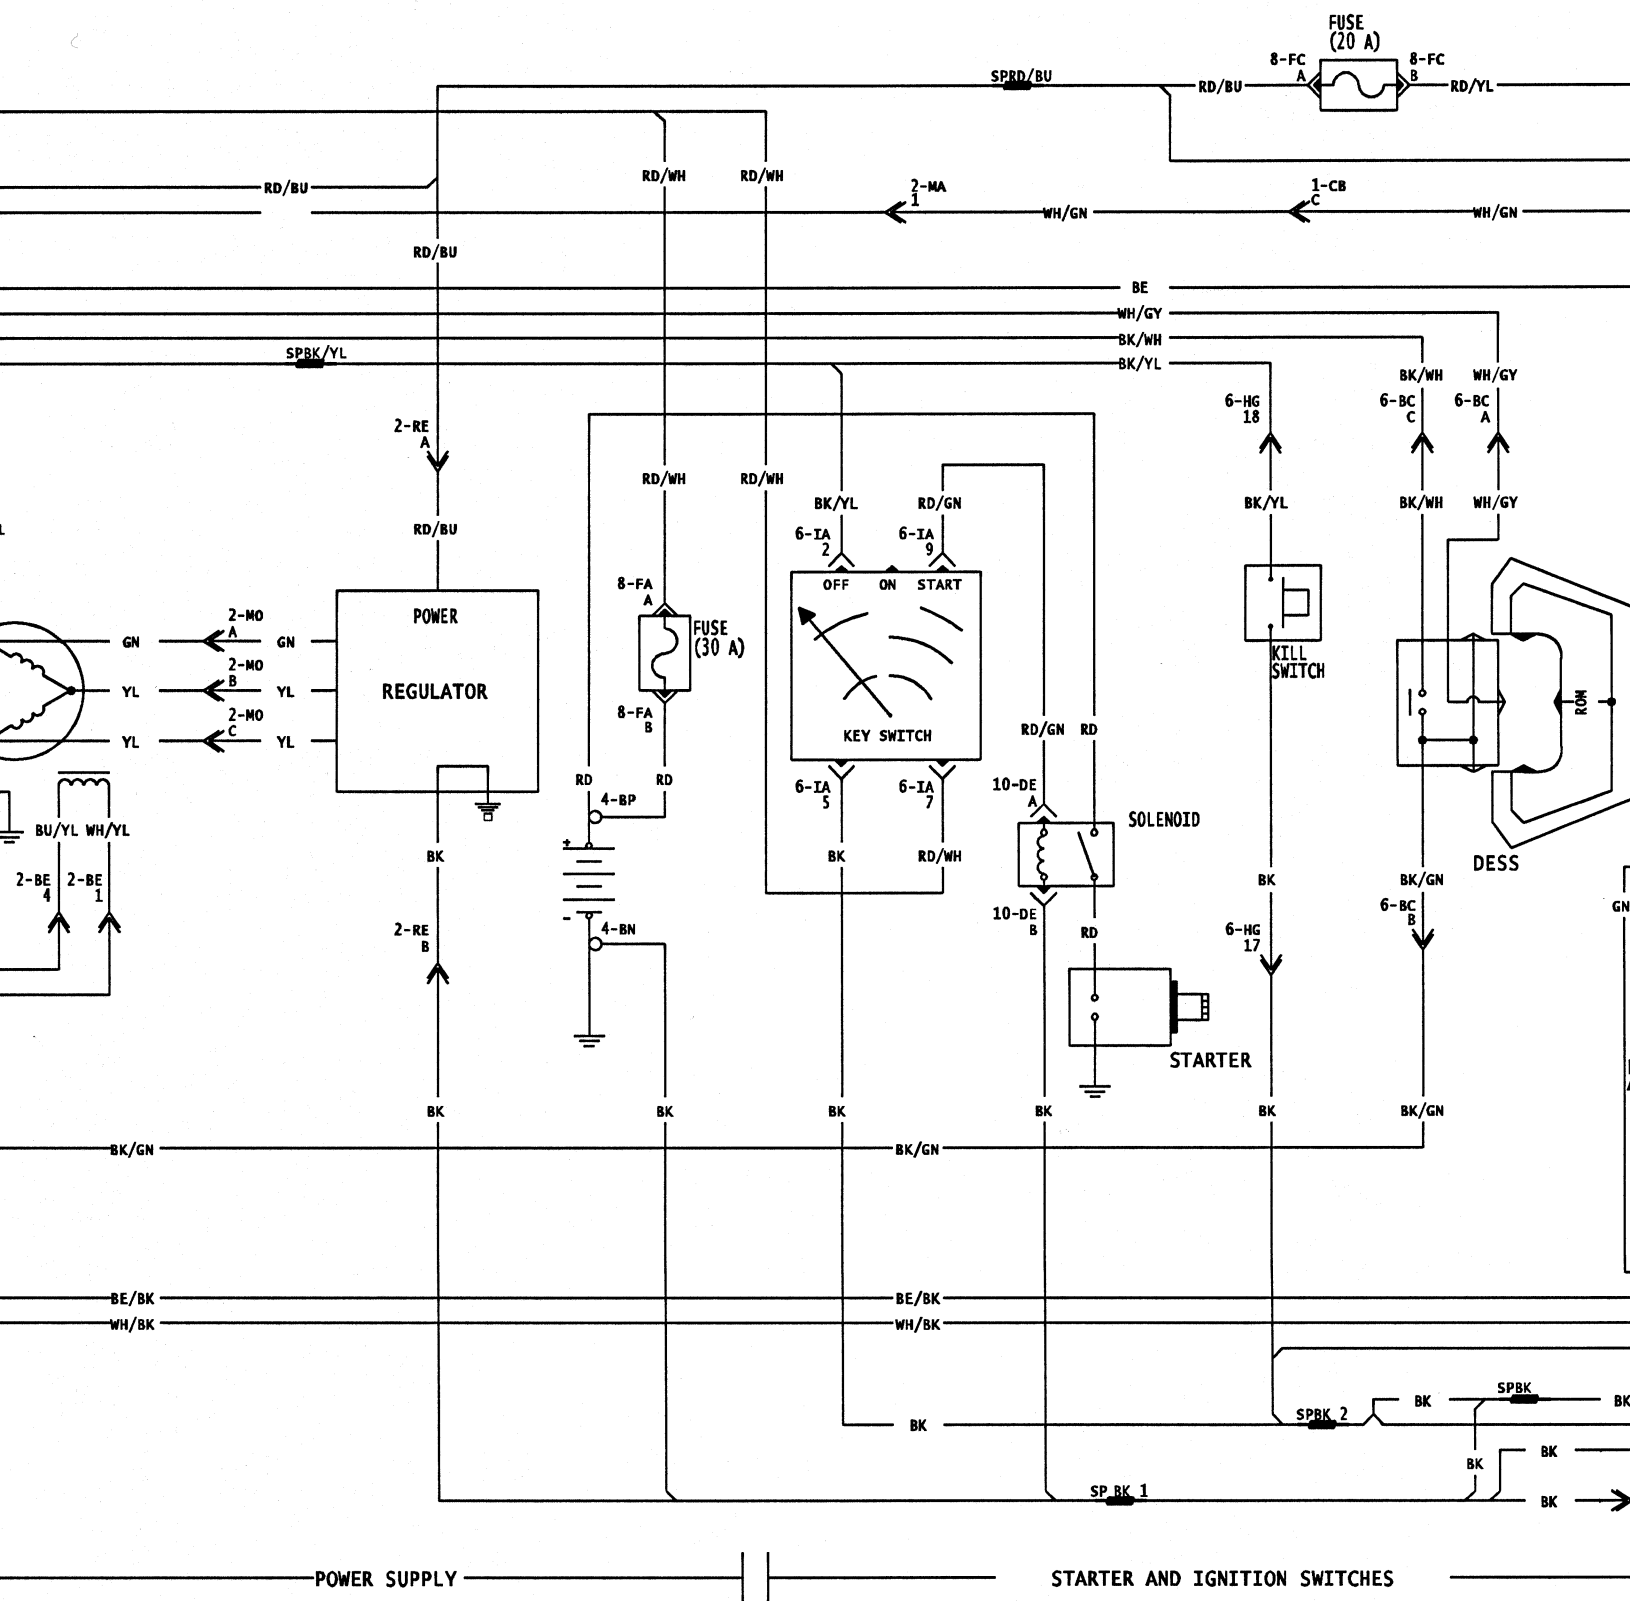 FUSE
(20 A)
8-FC
A
8-FC
B
SPRD/BU
RD/BU
RD/YL
RD/WH
RD/WH
RD/BU
2-MA
1
1-CB
C
WH/GN
WH/GN
RD/BU
BE
WH/GY
BK/WH
SPBK/YL
BK/YL
BK/WH
WH/GY
6-HG
18
6-BC
C
6-BC
A
2-RE
A
RD/WH
RD/WH
BK/YL
RD/GN
BK/YL
BK/WH
WH/GY
L
RD/BU
6-IA
2
6-IA
9
8-FA
A
OFF
ON
START
POWER
2-MO
A
GN
GN
FUSE
(30 A)
KILL
SWITCH
2-MO
B
YL
YL
REGULATOR
ROM
2-MO
C
YL
YL
8-FA
B
KEY SWITCH
RD/GN
RD
RD
RD
6-IA
5
6-IA
7
10-DE
A
4-BP
SOLENOID
BU/YL
WH/YL
+
BK
BK
RD/WH
DESS
2-BE
4
2-BE
1
BK
BK/GN
-
10-DE
B
6-BC
B
GN
2-RE
B
4-BN
RD
6-HG
17
STARTER
BK
BK
BK
BK
BK
BK/GN
BK/GN
BK/GN
BE/BK
BE/BK
WH/BK
WH/BK
SPBK
BK
BK
SPBK 2
BK
BK
BK
SP BK 1
BK
POWER SUPPLY
STARTER AND IGNITION SWITCHES